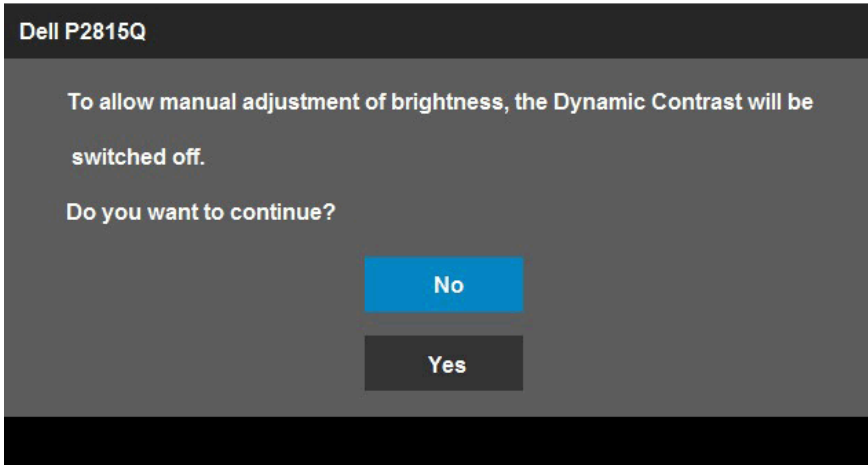 Dell P2815Q
To allow manual adjustment of brightness, the Dynamic Contrast will be
switched off.
Do you want to continue?
No
Yes